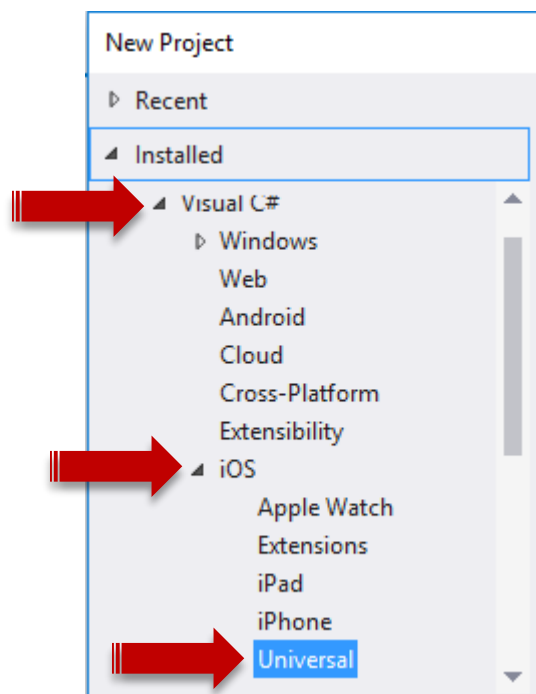 New Project
Recent
Installed
Visual C#
Windows
Web
Android
Cloud
Cross-Platform
Extensibility
iOS
Apple Watch
Extensions
iPad
iPhone
Universal